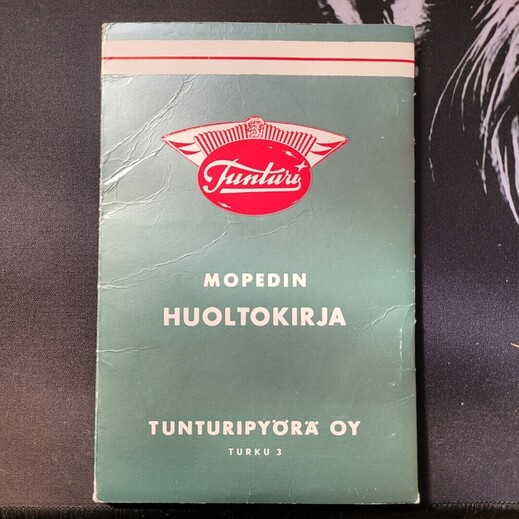 Tunturi
MOPEDIN
HUOLTOKIRJA
TUNTURIPYÖRÄ OY
TURKU 3